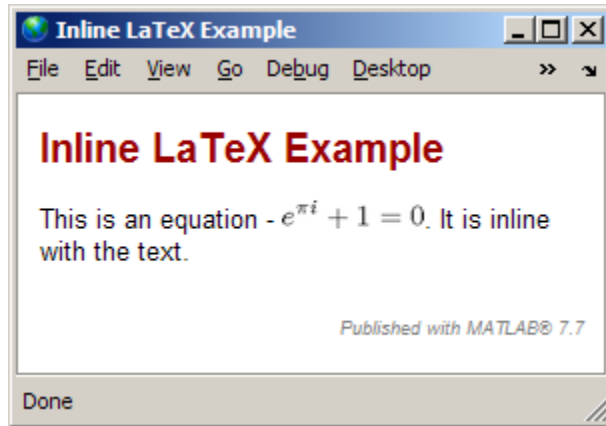 Inline LaTeX Example
File Edit View Go Debug Desktop »
Inline LaTeX Example
This is an equation - $e^{\pi i} + 1 = 0$. It is inline
with the text.
Published with MATLAB® 7.7
Done